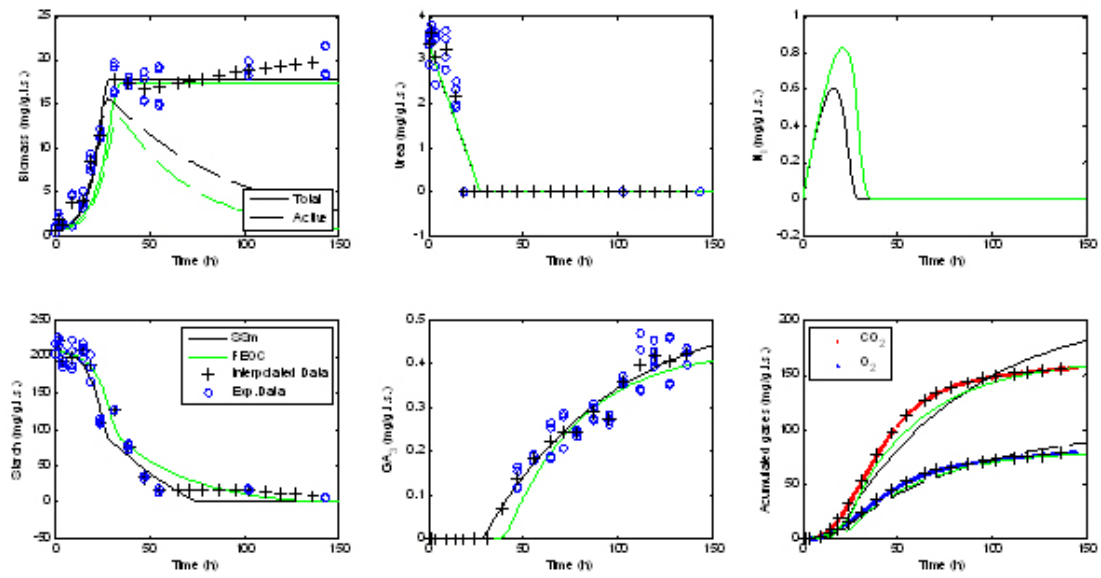 25
20
15
10
5
0
Biomass (mg/g.i.s.)
Total
Active
0 50 100 150
Time (h)
4
3
2
1
0
-1
Urea (mg/g.i.s.)
0 50 100 150
Time (h)
1
0.8
0.6
0.4
0.2
0
-0.2
(mg/g.i.s.)
0 50 100 150
Time (h)
250
200
150
100
50
0
-50
Starch (mg/g.i.s.)
SSm
FEOC
Interpolated Data
Exp.Data
0 50 100 150
Time (h)
0.5
0.4
0.3
0.2
0.1
0
GA3 (mg/g.i.s.)
0 50 100 150
Time (h)
200
150
100
50
0
Acumulated gases (mg/g.i.s.)
CO2
O2
0 50 100 150
Time (h)